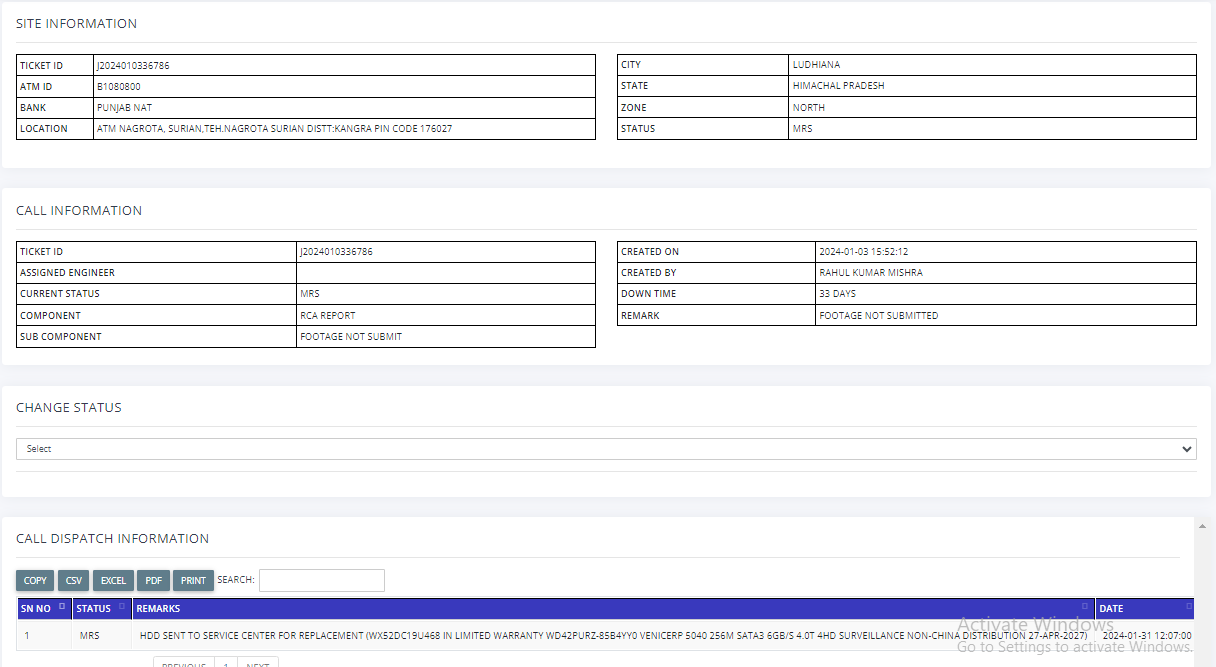 SITE INFORMATION
TICKET ID J2024010336786
ATM ID B1080800
BANK PUNJAB NAT
LOCATION ATM NAGROTA, SURIAN,TEH.NAGROTA SURIAN DISTT:KANGRA PIN CODE 176027
CITY LUDHIANA
STATE HIMACHAL PRADESH
ZONE NORTH
STATUS MRS
CALL INFORMATION
TICKET ID J2024010336786
ASSIGNED ENGINEER
CURRENT STATUS MRS
COMPONENT RCA REPORT
SUB COMPONENT FOOTAGE NOT SUBMIT
CREATED ON 2024-01-03 15:52:12
CREATED BY RAHUL KUMAR MISHRA
DOWN TIME 33 DAYS
REMARK FOOTAGE NOT SUBMITTED
CHANGE STATUS
Select
CALL DISPATCH INFORMATION
COPY CSV EXCEL PDF PRINT SEARCH:
SN NO STATUS REMARKS DATE
1 MRS HDD SENT TO SERVICE CENTER FOR REPLACEMENT (WX52DC19U468 IN LIMITED WARRANTY WD42PURZ-85B4YY0 VENICERP 5040 256M SATA3 6GB/S 4.0T 4HD SURVEILLANCE NON-CHINA DISTRIBUTION 27-APR-2027) 2024-01-31 12:07:00
Activate Windows
Go to Settings to activate Windows.
PREVIOUS 1 NEXT